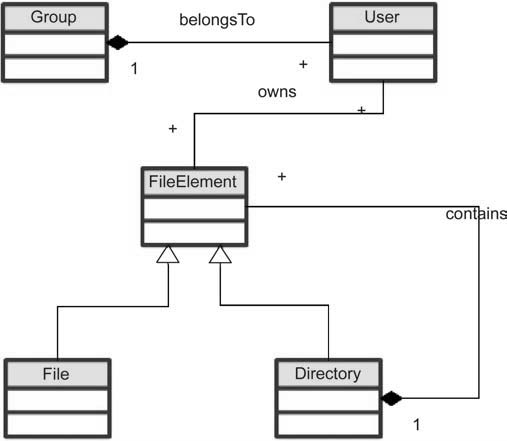 Group
belongsTo
User
1
+
owns
+
+
FileElement
+
contains
File
Directory
1